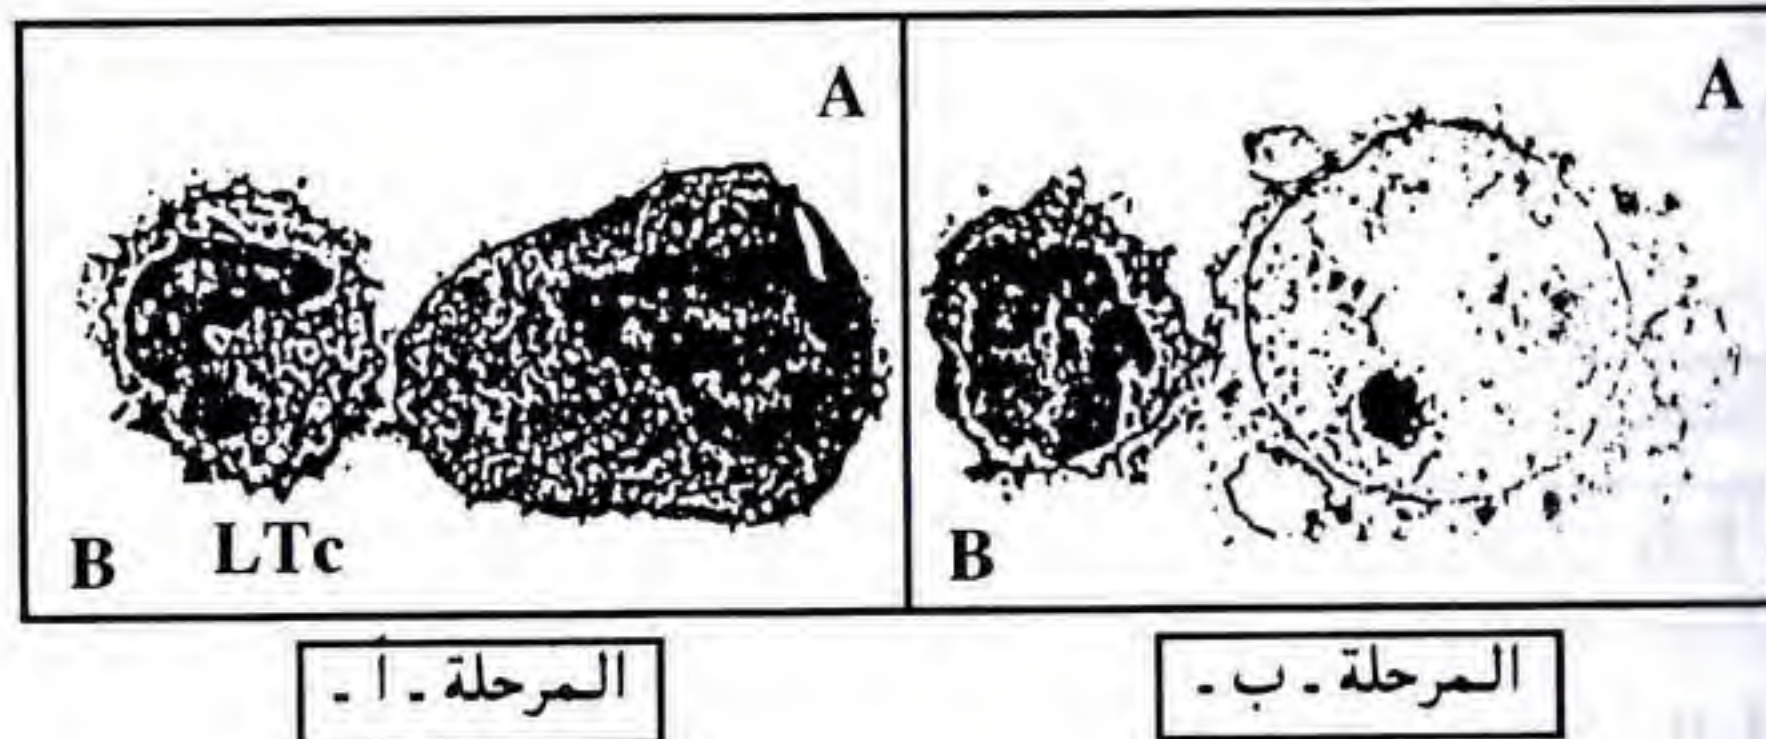 A
A
B
LTc
B
المرحلة ـ أ ـ
المرحلة ـ ب ـ